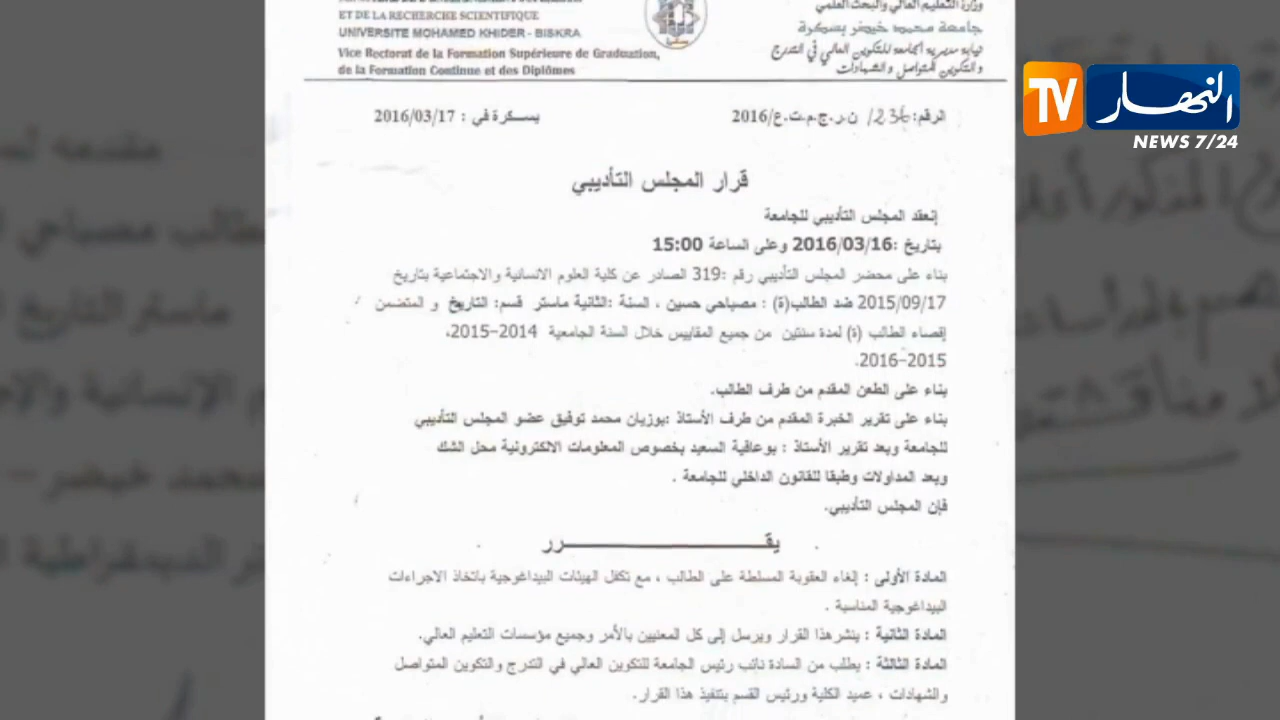 ET DE LA RECHERCHE SCIENTIFIQUE
UNIVERSITE MOHAMED KHIDER - BISKRA
Vice Rectorat de la Formation Supérieure de Graduation,
de la Formation Continue et des Diplômes
وزارة التعليم العالي والبحث العلمي
جامعة محمد خيضر بسكرة
نيابة مديرية الجامعة للتكوين العالي في التدرج
و التكوين المتواصل و الشهادات
النهار TV
NEWS 7/24
الرقم: 236/ ن.ر.ج.م.ت.ع/2016
بسكرة في : 2016/03/17
قرار المجلس التأديبي
إنعقد المجلس التأديبي للجامعة
بتاريخ :2016/03/16 وعلى الساعة 15:00
بناء على محضر المجلس التأديبي رقم :319 الصادر عن كلية العلوم الانسانية والاجتماعية بتاريخ
2015/09/17 ضد الطالب(ة) : مصباحي حسين ، السنة :الثانية ماستر قسم: التاريخ و المتضمن
إقصاء الطالب (ة) لمدة سنتين من جميع المقاييس خلال السنة الجامعية 2014-2015،
2015-2016.
بناء على الطعن المقدم من طرف الطالب.
بناء على تقرير الخبرة المقدم من طرف الأستاذ :بوزيان محمد توفيق عضو المجلس التأديبي
للجامعة وبعد تقرير الأستاذ : بوعافية السعيد بخصوص المعلومات الالكترونية محل الشك
وبعد المداولات وطبقا للقانون الداخلي للجامعة .
فإن المجلس التأديبي.
يقـــــــــرر
المادة الأولى : إلغاء العقوبة المسلطة على الطالب ، مع تكفل الهيئات البيداغوجية باتخاذ الاجراءات
البيداغوجية المناسبة .
المادة الثانية : ينشر هذا القرار ويرسل إلى كل المعنيين بالأمر وجميع مؤسسات التعليم العالي.
المادة الثالثة : يطلب من السادة نائب رئيس الجامعة للتكوين العالي في التدرج والتكوين المتواصل
والشهادات ، عميد الكلية ورئيس القسم بتنفيذ هذا القرار.